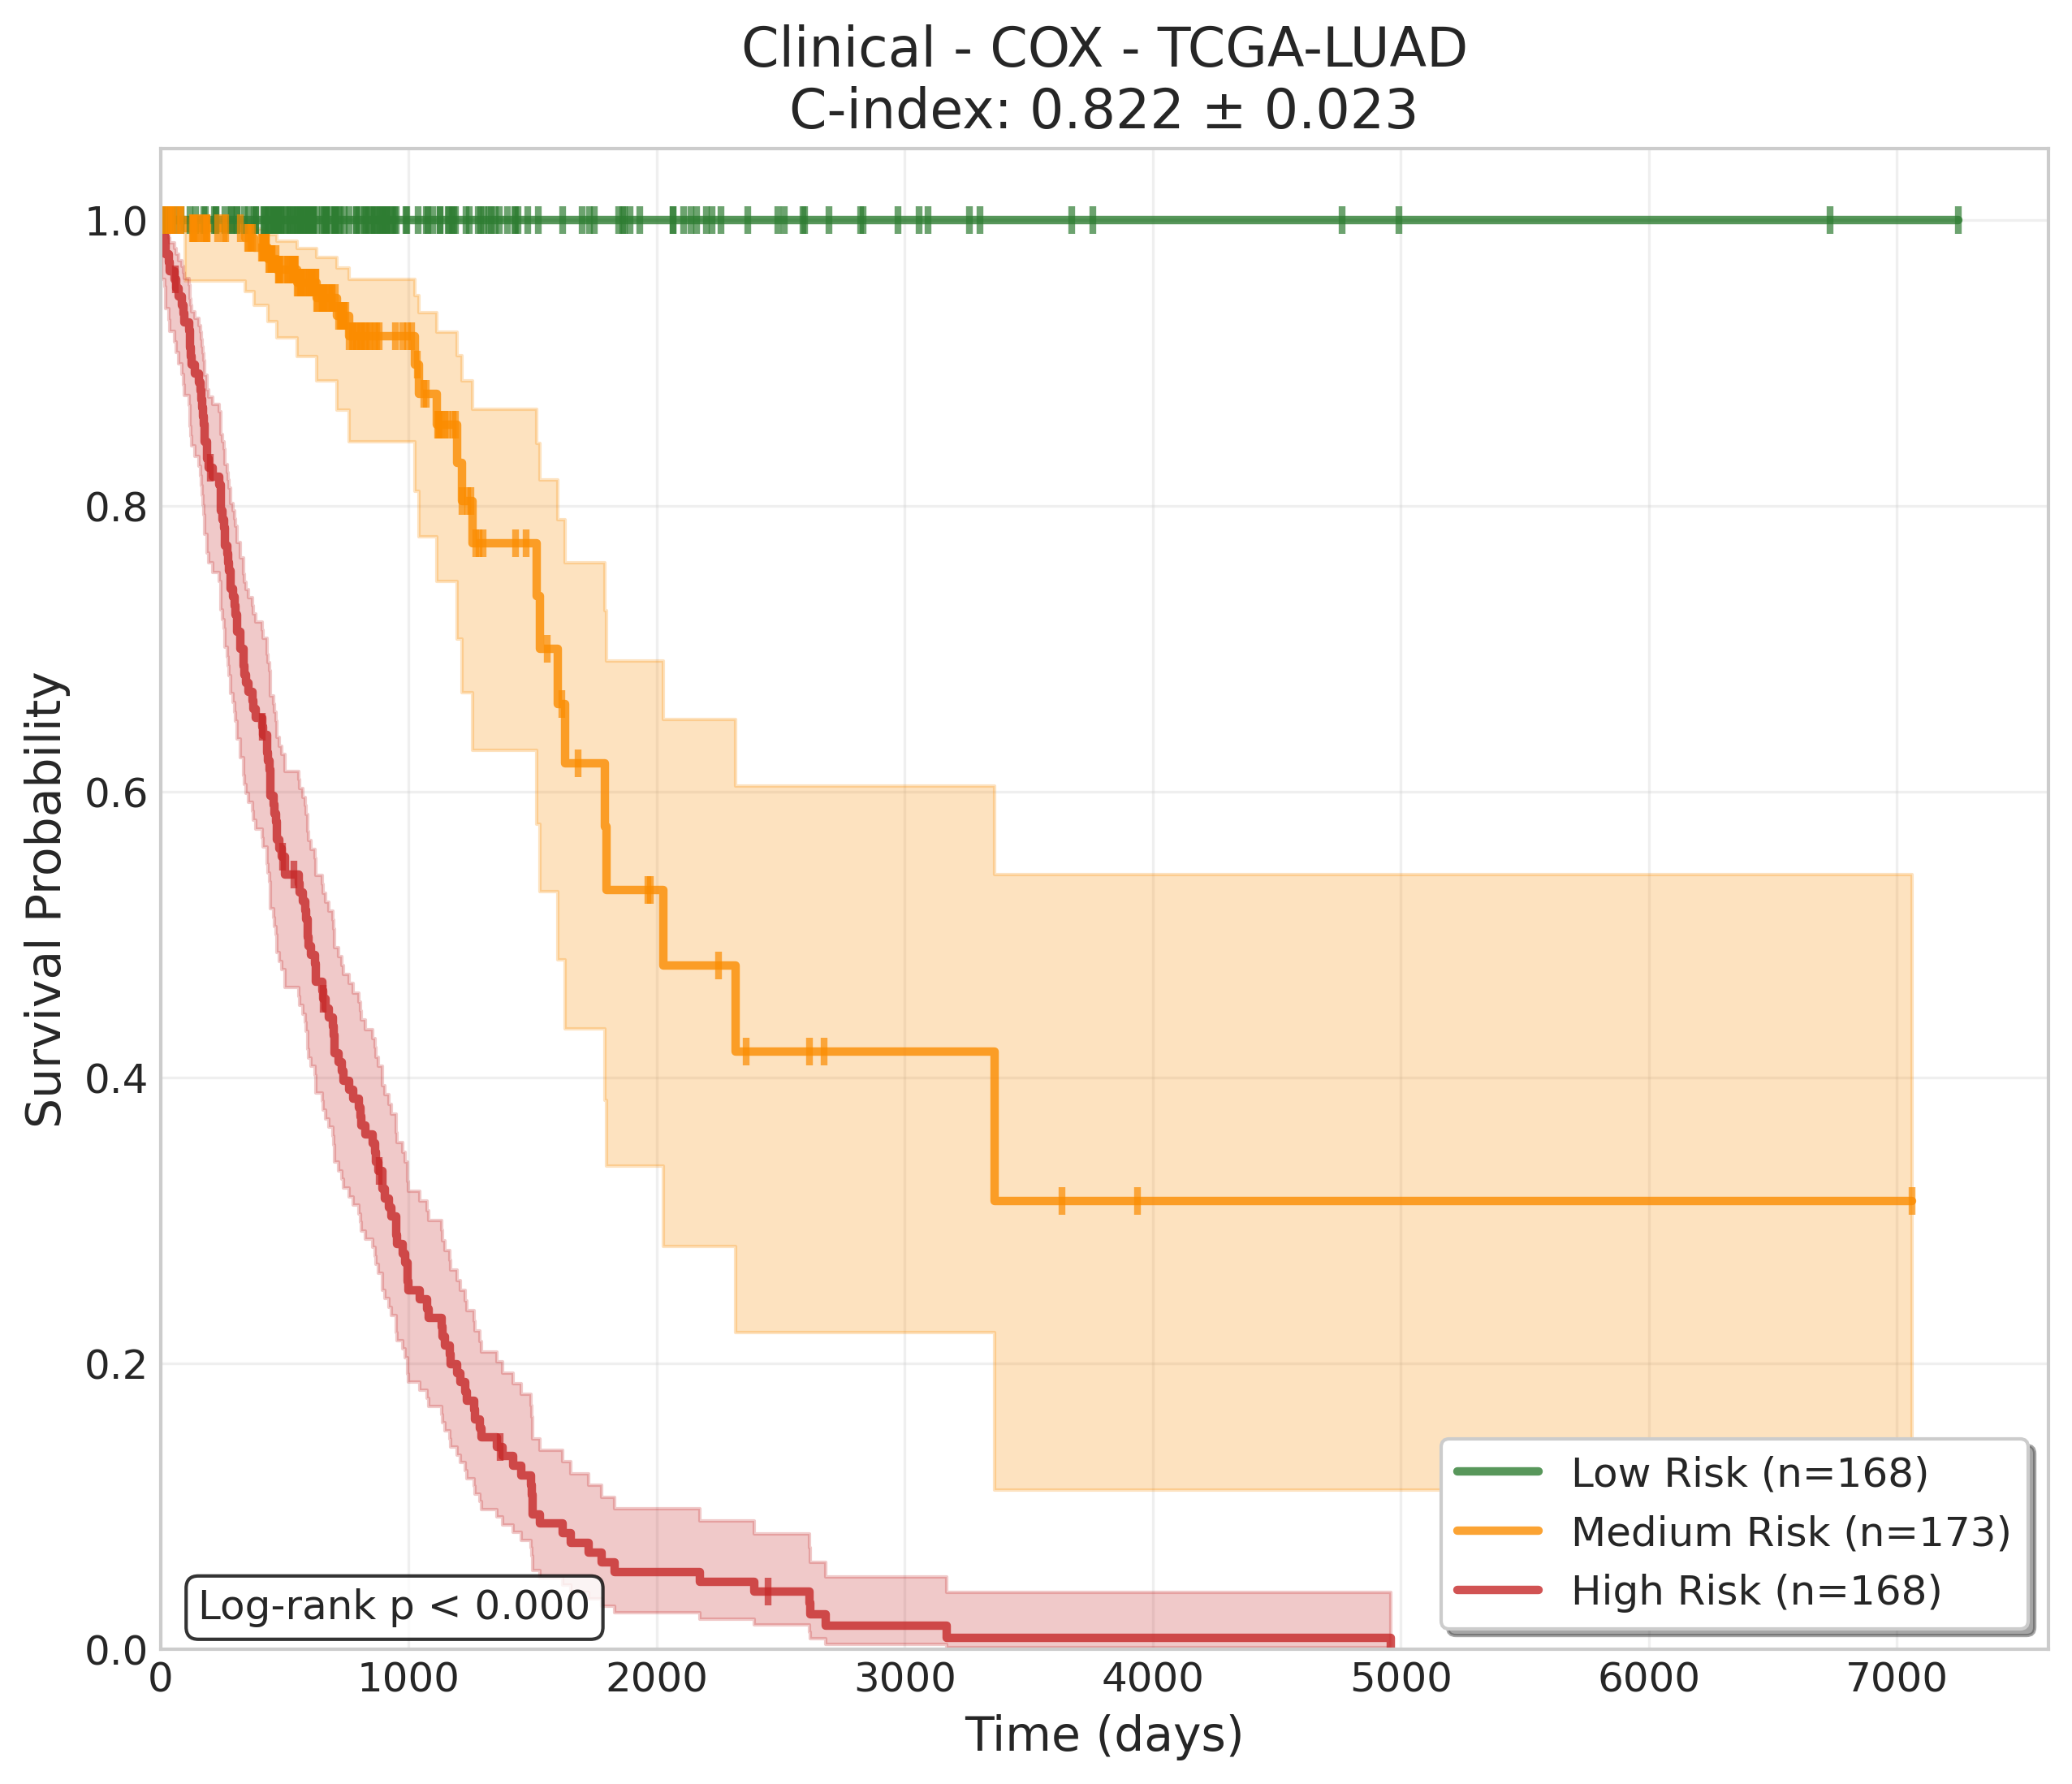 Clinical - COX - TCGA-LUAD
C-index: 0.822 ± 0.023
Survival Probability
1.0
0.8
0.6
0.4
0.2
0.0
Log-rank p < 0.000
Low Risk (n=168)
Medium Risk (n=173)
High Risk (n=168)
0 1000 2000 3000 4000 5000 6000 7000
Time (days)